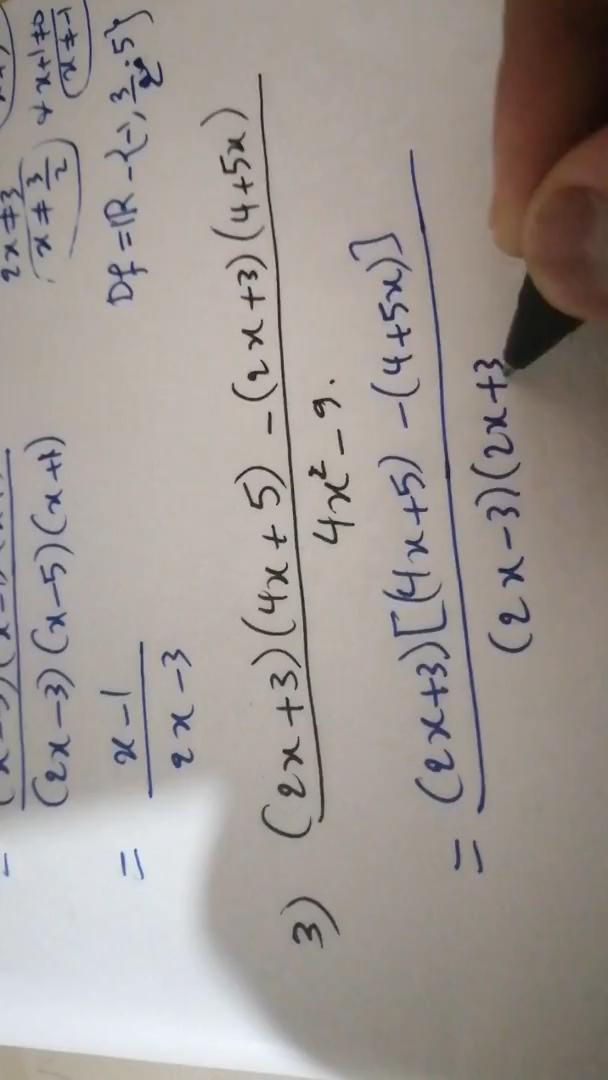 2x ≠ 3
x ≠ 3/2 , x+1≠0
x ≠ -1
(2x-3)(x-5)(x+1)
Df = IR - {-1, 3/2, 5}
= x-1 / 2x-3
3) (2x+3)(4x+5) - (2x+3)(4+5x)
4x² - 9.
= (2x+3)[(4x+5) - (4+5x)]
(2x-3)(2x+3